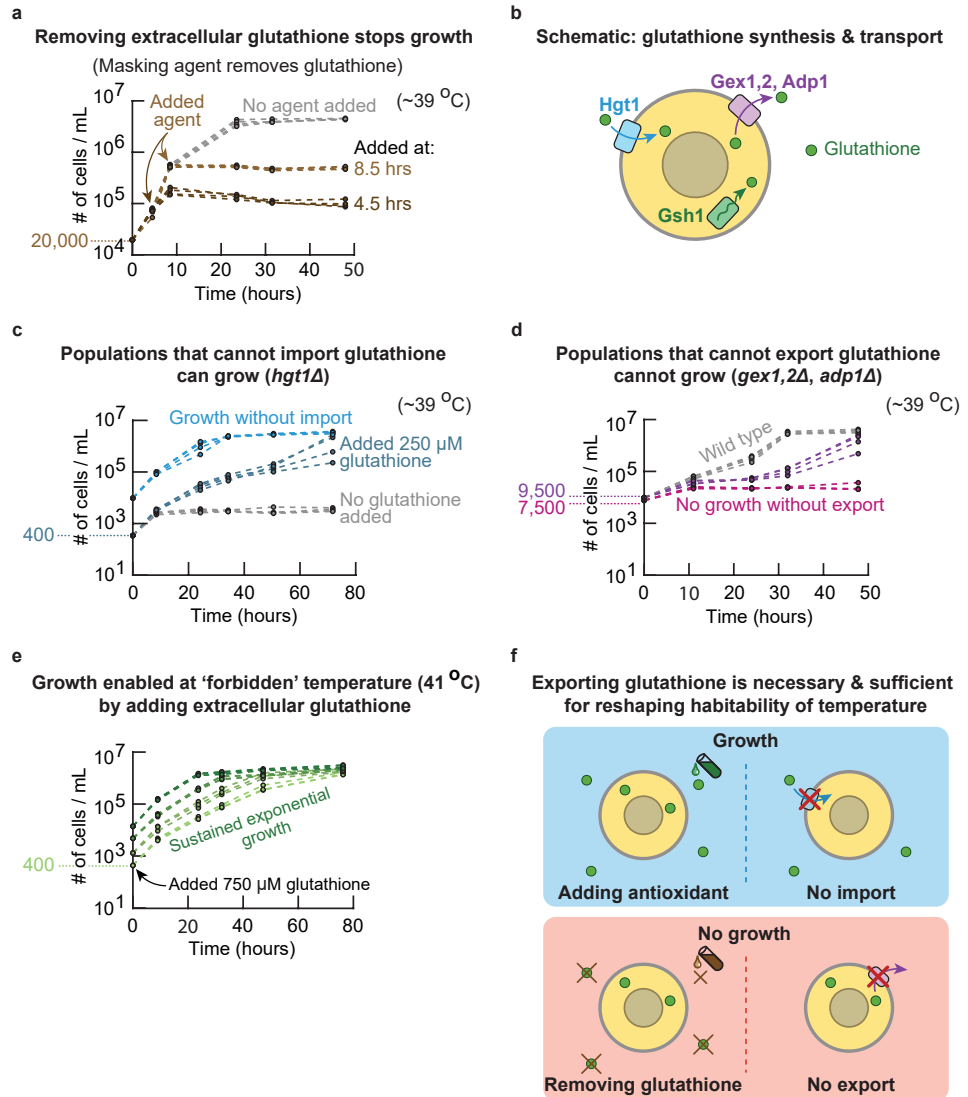 a
Removing extracellular glutathione stops growth
(Masking agent removes glutathione)
(~39 °C)
10^7
10^6
10^5
10^4
20,000
# of cells / mL
Added
agent
No agent added
Added at:
8.5 hrs
4.5 hrs
0 10 20 30 40 50
Time (hours)
b
Schematic: glutathione synthesis & transport
Hgt1
Gex1,2, Adp1
Gsh1
Glutathione
c
Populations that cannot import glutathione
can grow (hgt1Δ)
(~39 °C)
10^7
10^5
10^3
10^1
400
# of cells / mL
Growth without import
Added 250 μM
glutathione
No glutathione
added
0 20 40 60 80
Time (hours)
d
Populations that cannot export glutathione
cannot grow (gex1,2Δ, adp1Δ)
(~39 °C)
10^7
10^5
10^3
10^1
9,500
7,500
# of cells / mL
Wild type
No growth without export
0 10 20 30 40 50
Time (hours)
e
Growth enabled at ‘forbidden’ temperature (41 °C)
by adding extracellular glutathione
10^7
10^5
10^3
10^1
400
# of cells / mL
Sustained exponential
growth
Added 750 μM glutathione
0 20 40 60 80
Time (hours)
f
Exporting glutathione is necessary & sufficient
for reshaping habitability of temperature
Growth
Adding antioxidant
No import
No growth
Removing glutathione
No export